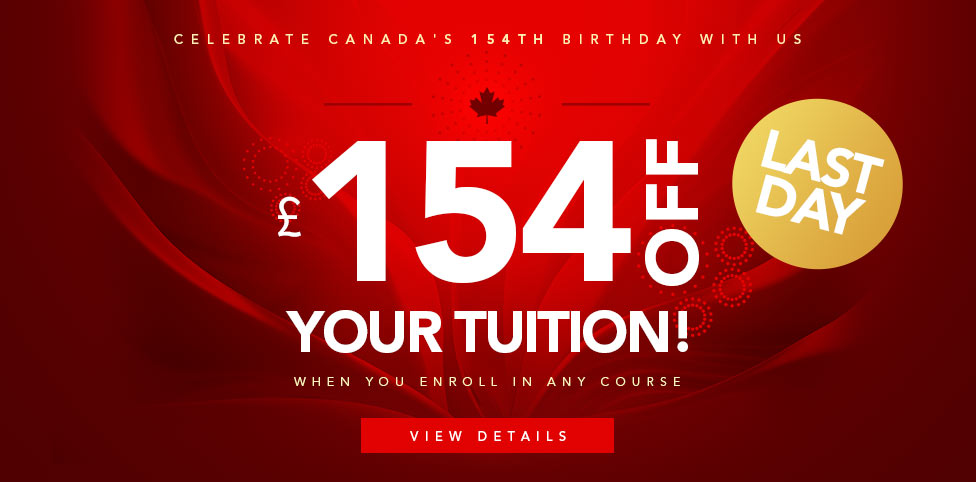 CELEBRATE CANADA'S 154TH BIRTHDAY WITH US
£154 OFF
LAST
DAY
YOUR TUITION!
WHEN YOU ENROLL IN ANY COURSE
VIEW DETAILS